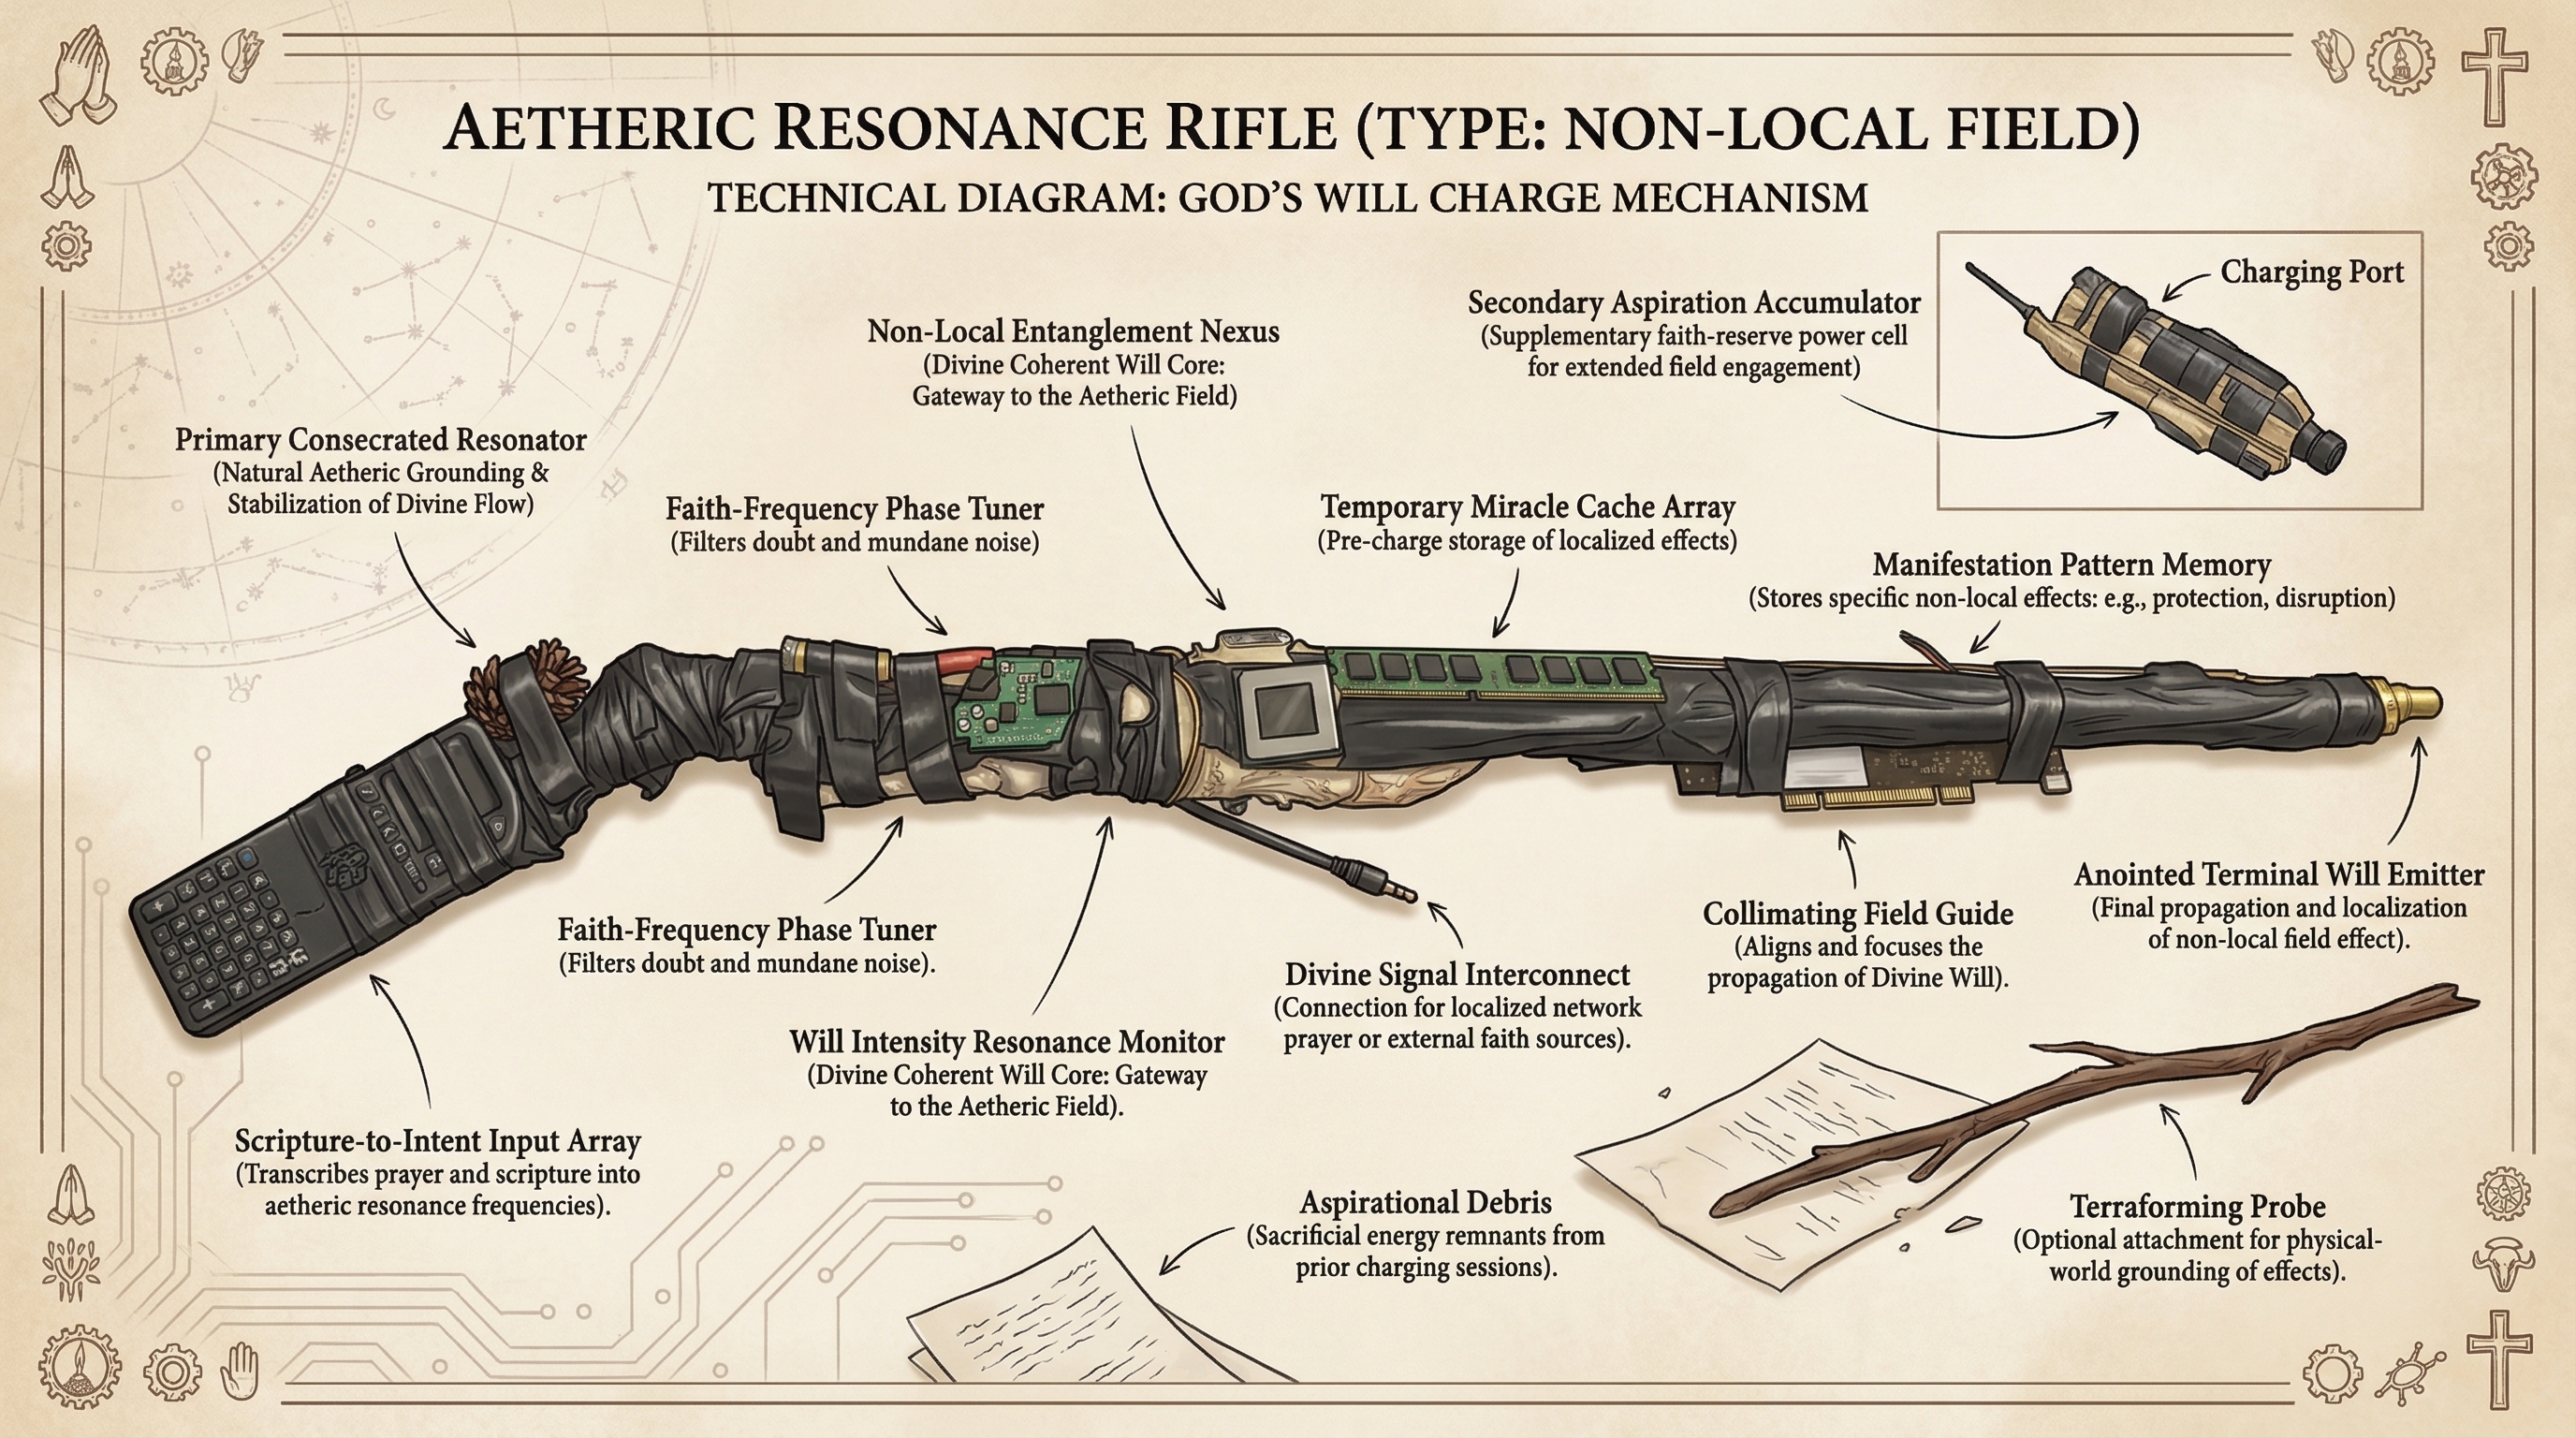 AETHERIC RESONANCE RIFLE (TYPE: NON-LOCAL FIELD)
TECHNICAL DIAGRAM: GOD'S WILL CHARGE MECHANISM
Charging Port
Secondary Aspiration Accumulator
(Supplementary faith-reserve power cell
for extended field engagement)
Non-Local Entanglement Nexus
(Divine Coherent Will Core:
Gateway to the Aetheric Field)
Primary Consecrated Resonator
(Natural Aetheric Grounding &
Stabilization of Divine Flow)
Faith-Frequency Phase Tuner
(Filters doubt and mundane noise)
Temporary Miracle Cache Array
(Pre-charge storage of localized effects)
Manifestation Pattern Memory
(Stores specific non-local effects: e.g., protection, disruption)
Faith-Frequency Phase Tuner
(Filters doubt and mundane noise).
Will Intensity Resonance Monitor
(Divine Coherent Will Core: Gateway
to the Aetheric Field).
Divine Signal Interconnect
(Connection for localized network
prayer or external faith sources).
Collimating Field Guide
(Aligns and focuses the
propagation of Divine Will).
Anointed Terminal Will Emitter
(Final propagation and localization
of non-local field effect).
Scripture-to-Intent Input Array
(Transcribes prayer and scripture into
aetheric resonance frequencies).
Aspirational Debris
(Sacrificial energy remnants from
prior charging sessions).
Terraforming Probe
(Optional attachment for physical-
world grounding of effects).